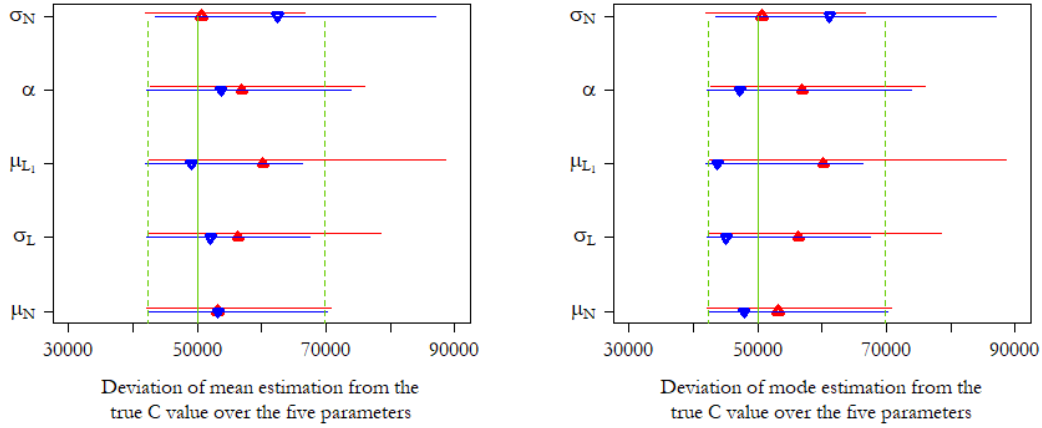 σN
α
μL1
σL
μN
30000 50000 70000 90000
Deviation of mean estimation from the
true C value over the five parameters
σN
α
μL1
σL
μN
30000 50000 70000 90000
Deviation of mode estimation from the
true C value over the five parameters